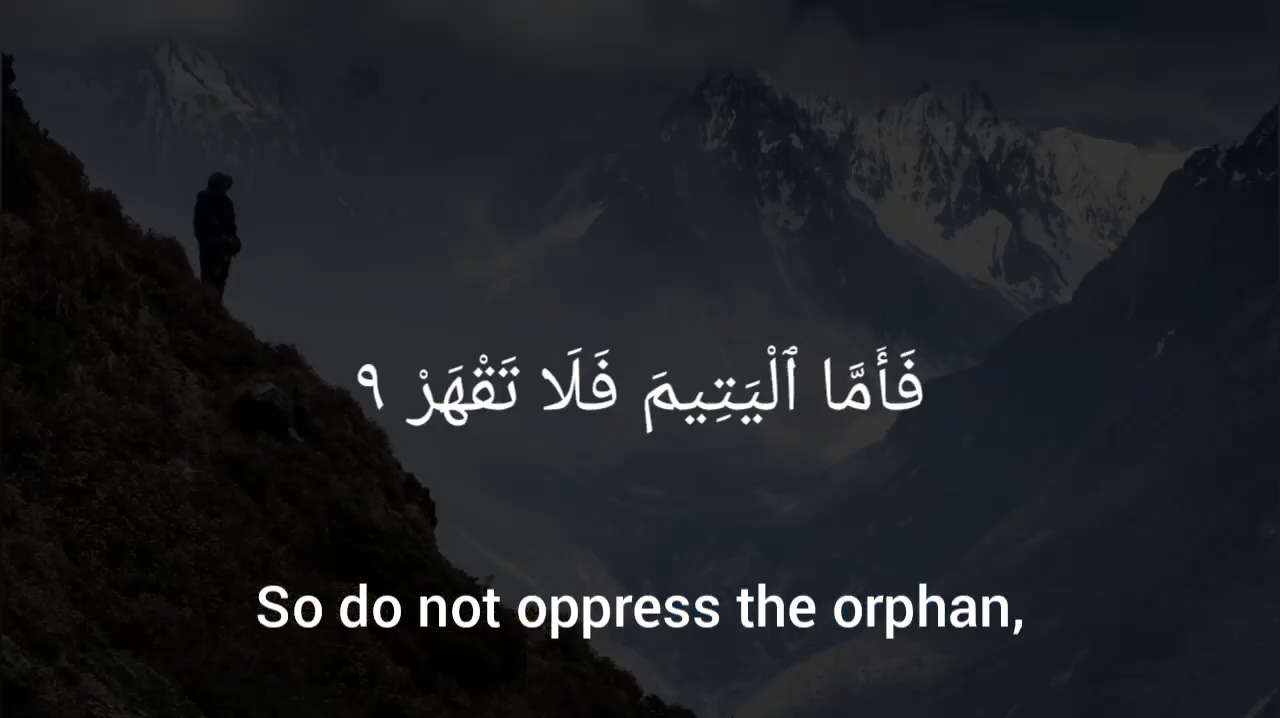 فَأَمَّا ٱلْيَتِيمَ فَلَا تَقْهَرْ ٩
So do not oppress the orphan,